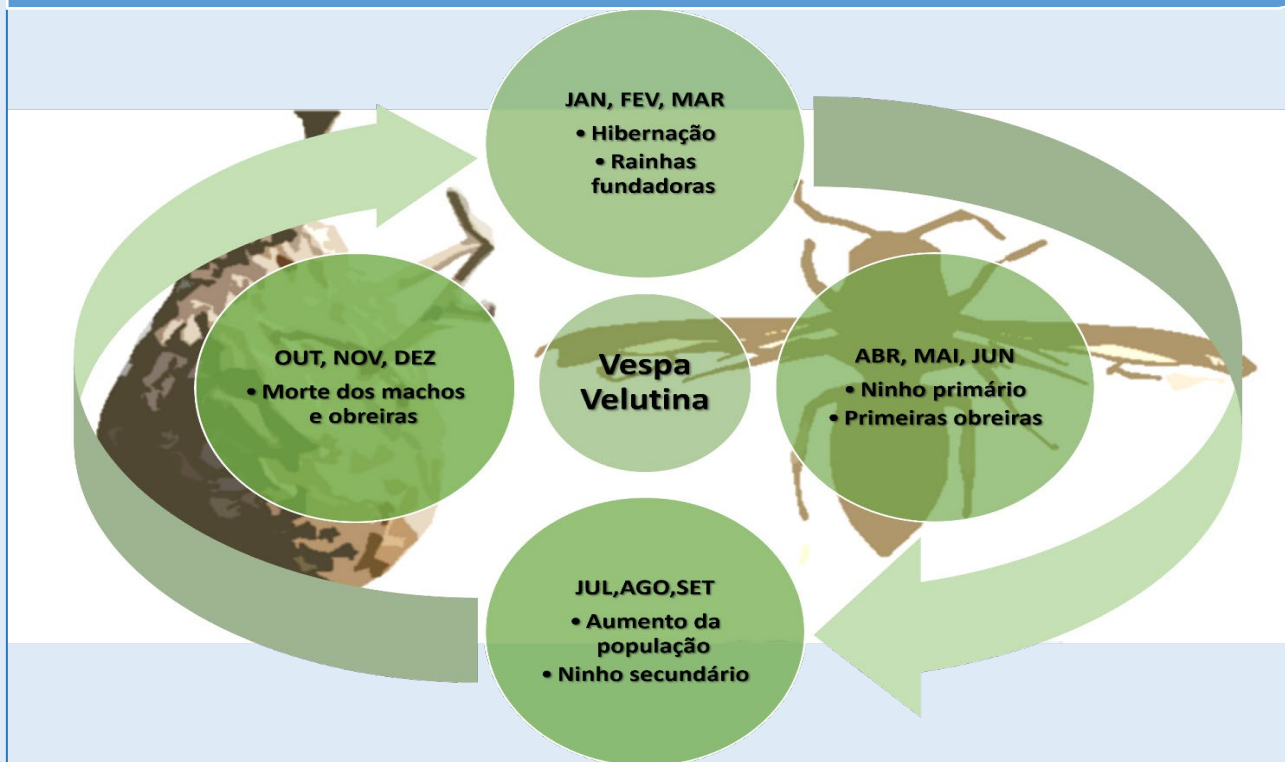 JAN, FEV, MAR
• Hibernação
• Rainhas
fundadoras
OUT, NOV, DEZ
• Morte dos machos
e obreiras
Vespa
Velutina
ABR, MAI, JUN
• Ninho primário
• Primeiras obreiras
JUL,AGO,SET
• Aumento da
população
• Ninho secundário